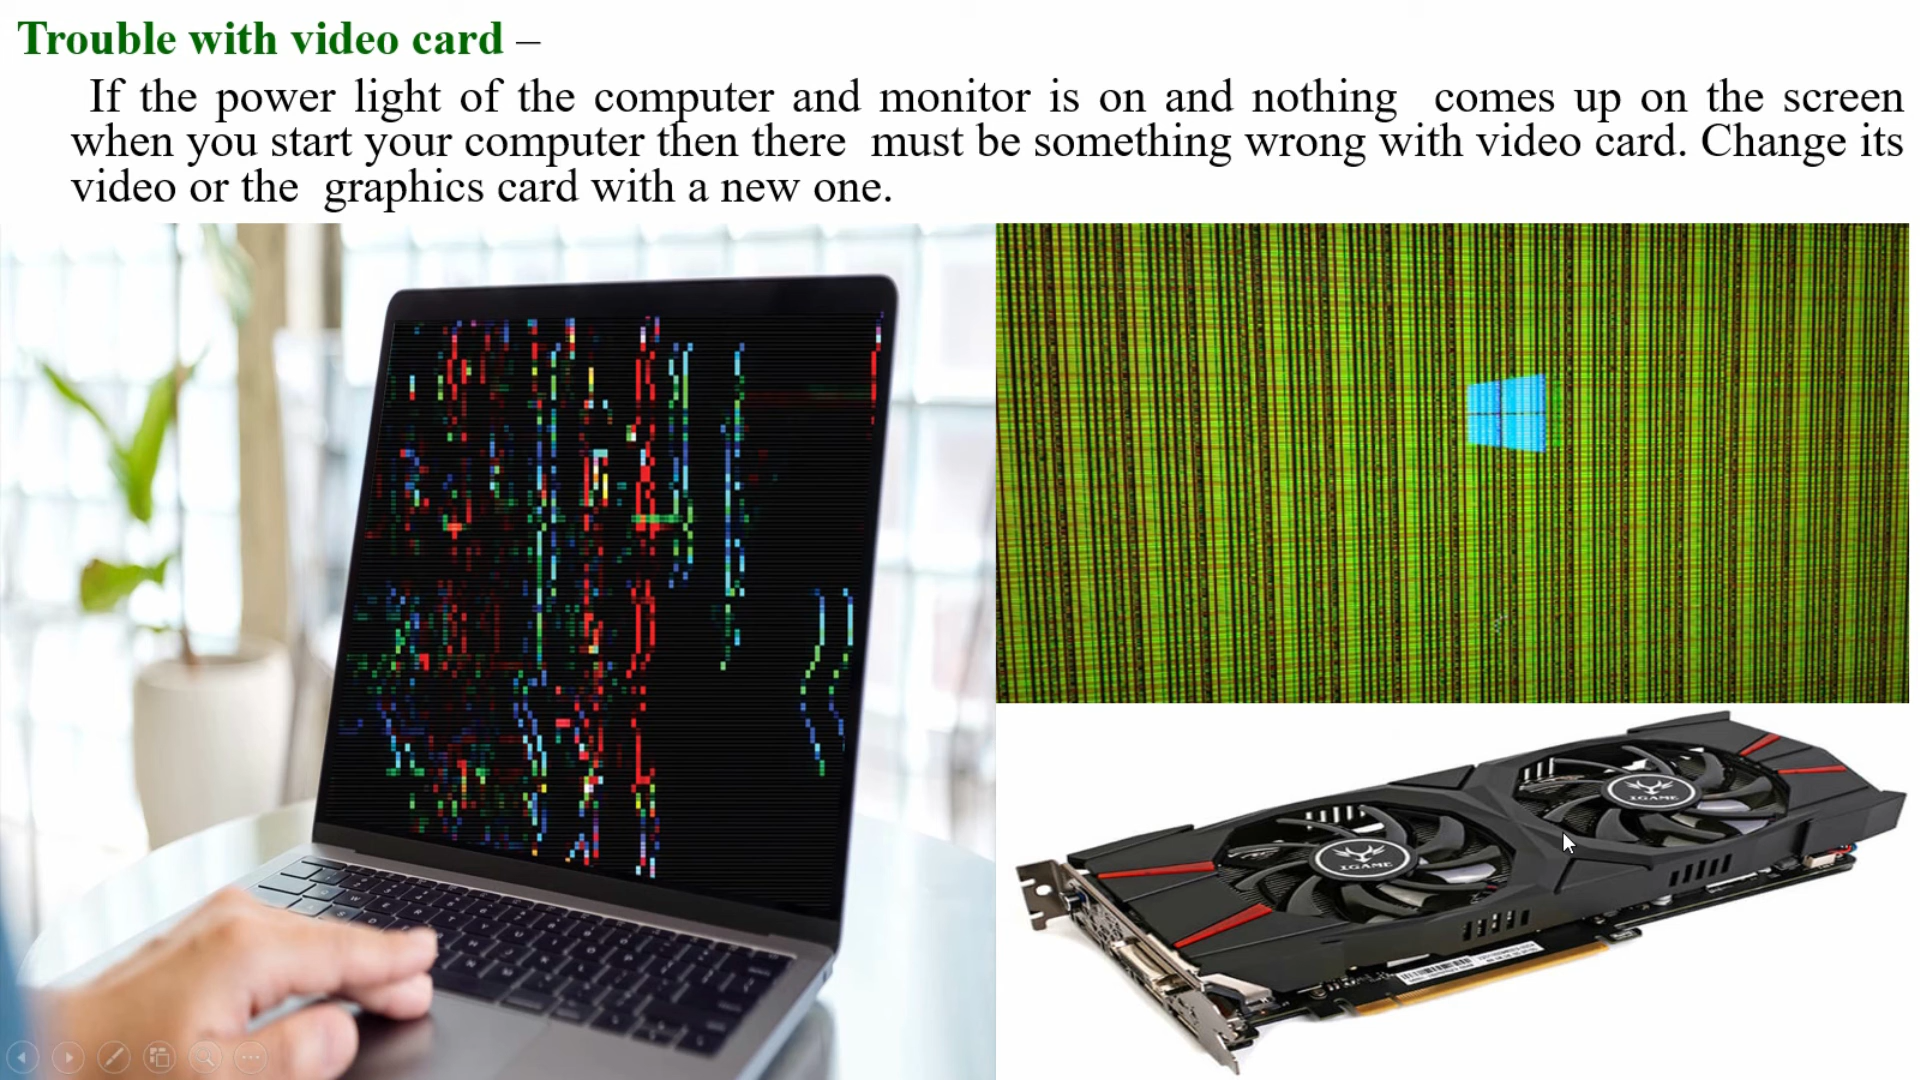 Trouble with video card –
If the power light of the computer and monitor is on and nothing comes up on the screen
when you start your computer then there must be something wrong with video card. Change its
video or the graphics card with a new one.
IGAME
IGAME